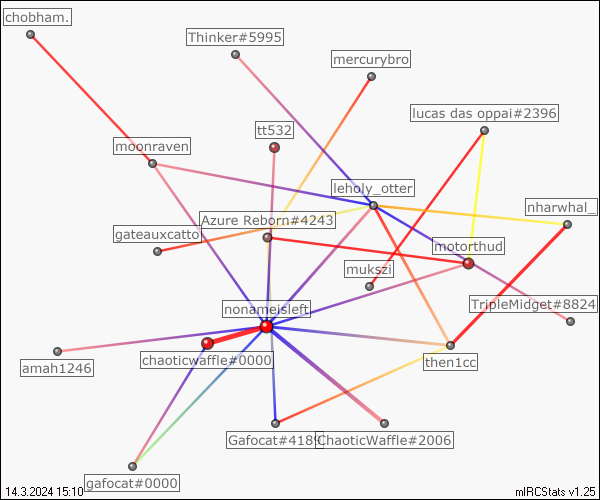 chobham.
Thinker#5995
mercurybro
lucas das oppai#2396
tt532
moonraven
leholy_otter
nharwhal_
Azure Reborn#4243
gateauxcatto
motorthud
mukszi
TripleMidget#8824
nonameisleft
chaoticwaffle#0000
amah1246
then1cc
Gafocat#4189
ChaoticWaffle#2006
gafocat#0000
14.3.2024 15:10
mIRCStats v1.25